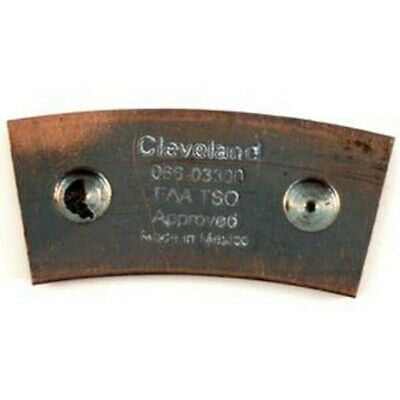 Cleveland
066-03300
FAA TSO
Approved
Made in Mexico